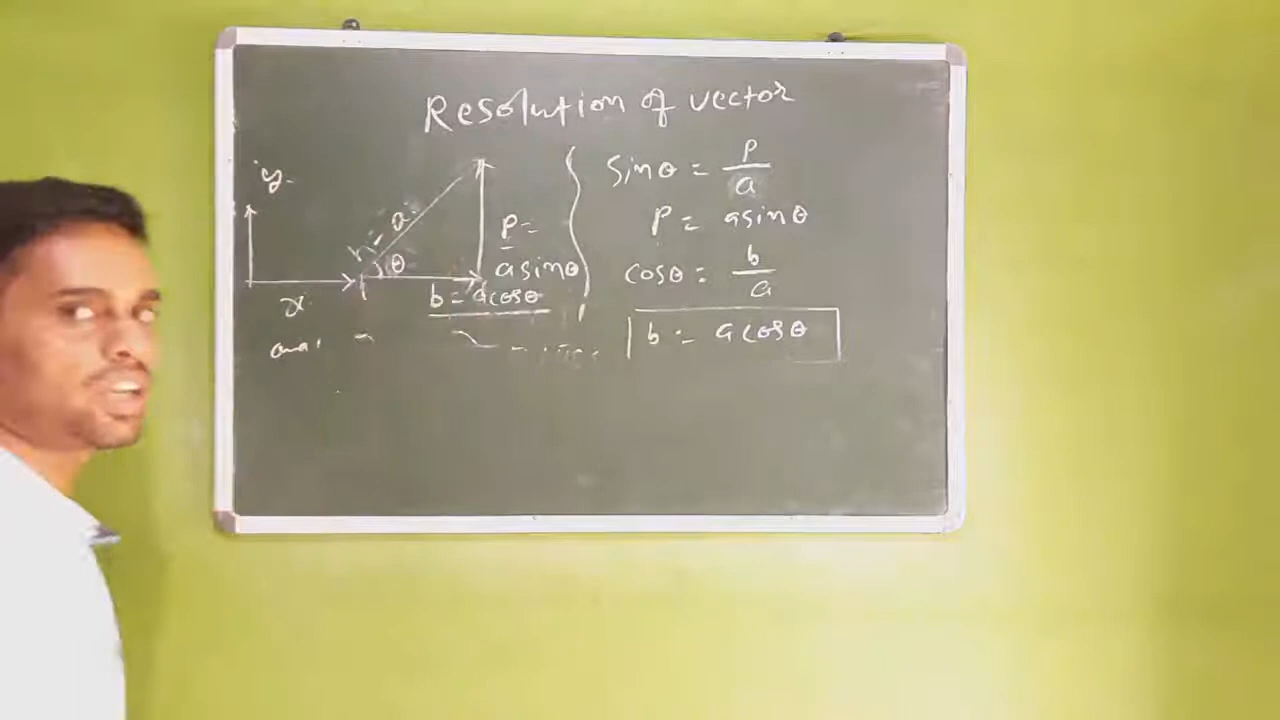 Resolution of vector
y
x
h = a
θ
P =
a sinθ
b = a cosθ
sinθ = P/a
P = a sinθ
cosθ = b/a
b = a cosθ